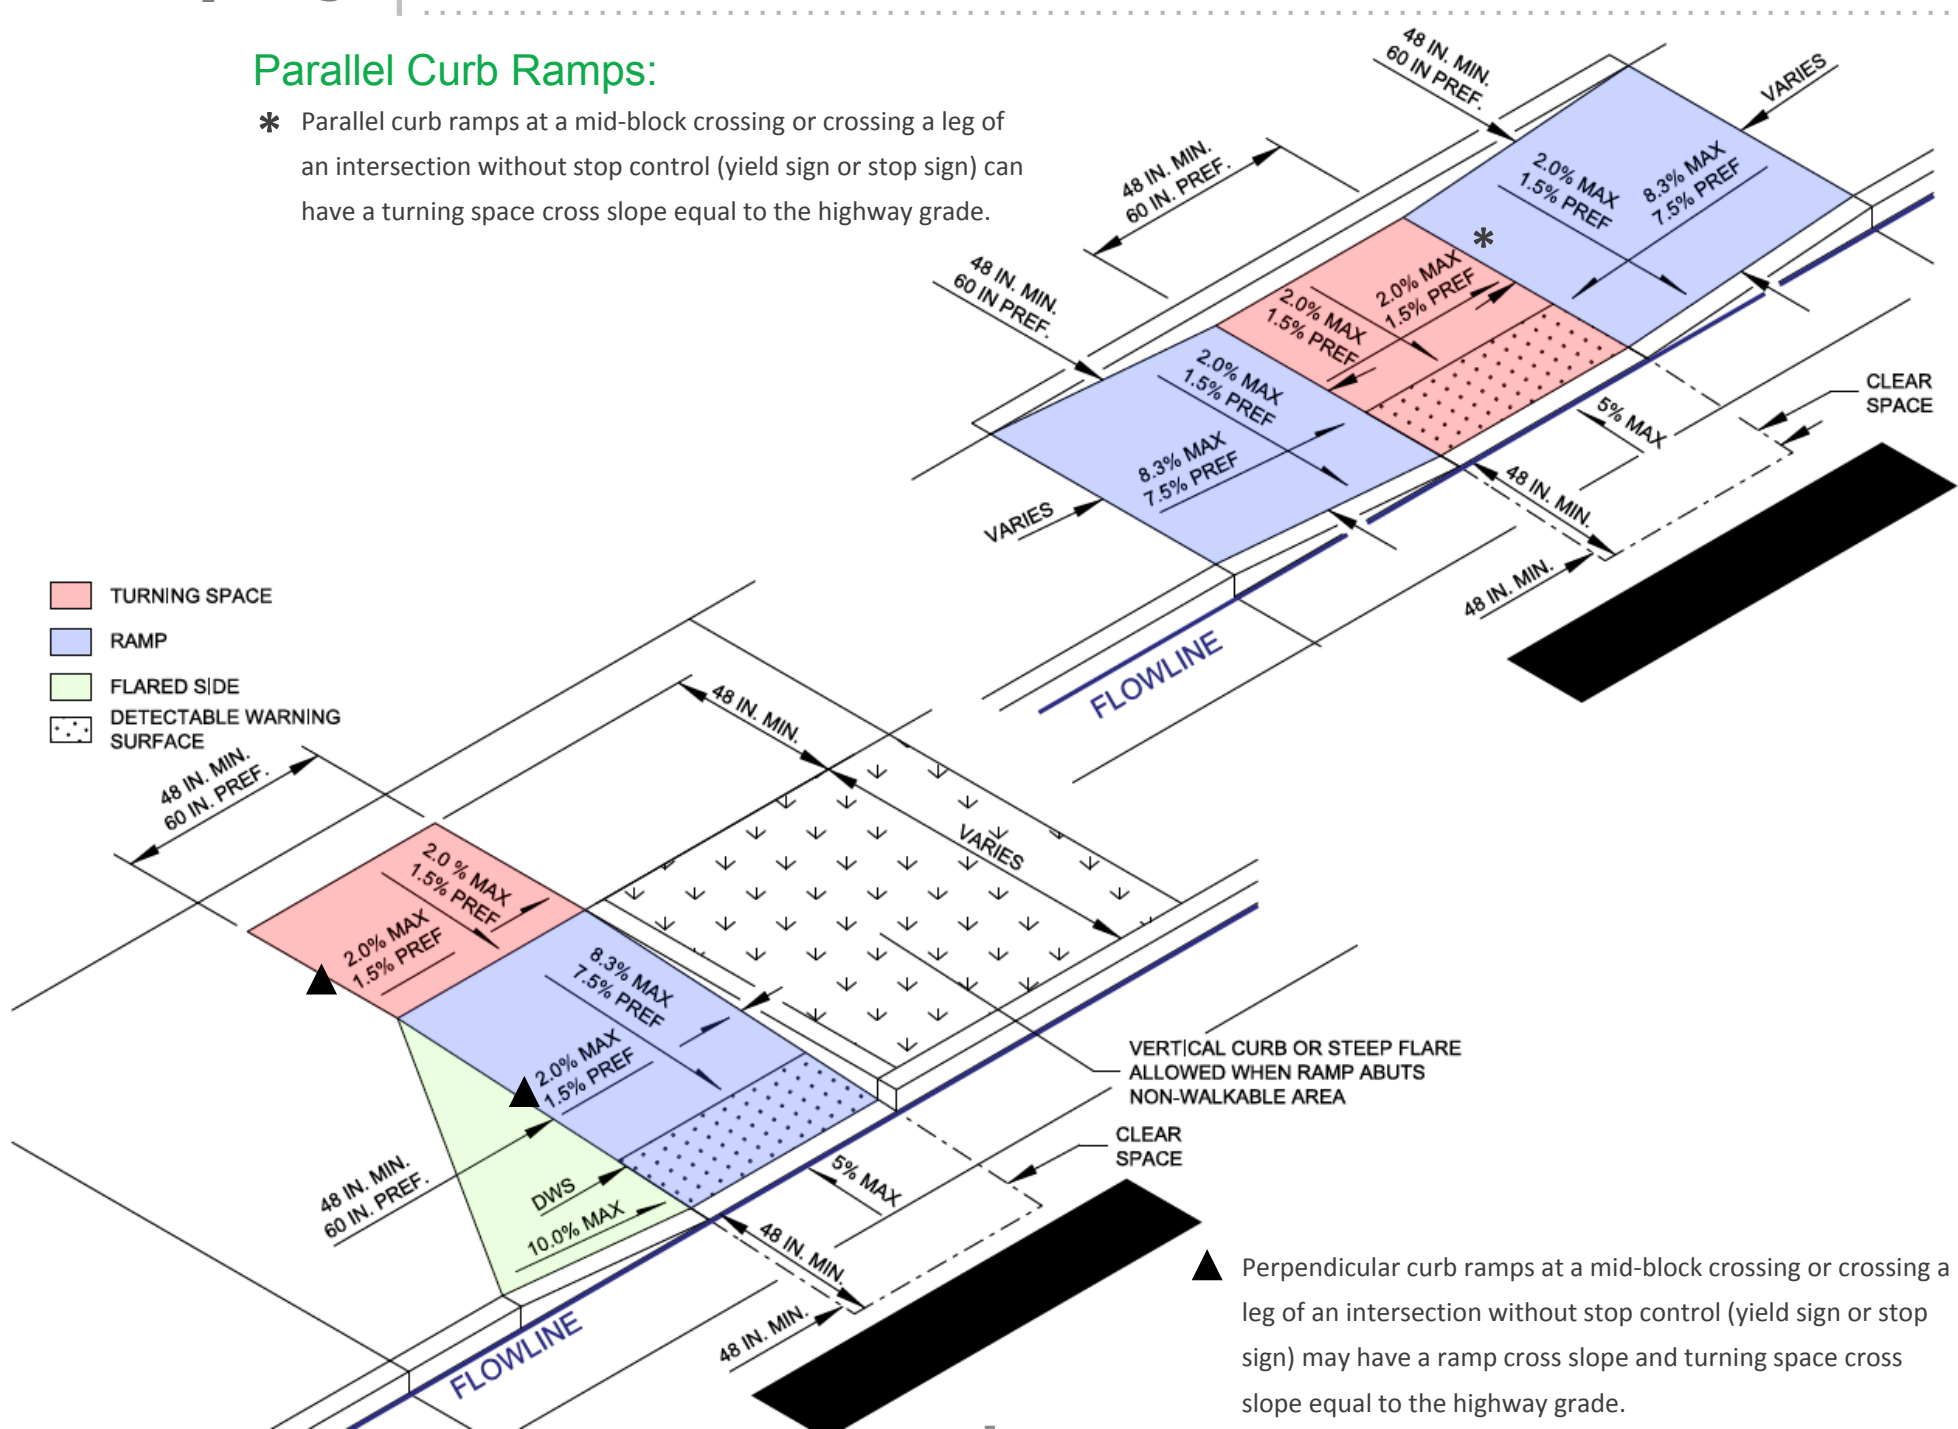 Parallel Curb Ramps:
* Parallel curb ramps at a mid-block crossing or crossing a leg of
an intersection without stop control (yield sign or stop sign) can
have a turning space cross slope equal to the highway grade.
48 IN. MIN.
60 IN PREF.
VARIES
48 IN. MIN.
60 IN. PREF.
2.0% MAX
1.5% PREF
8.3% MAX
7.5% PREF
*
48 IN. MIN.
60 IN PREF.
2.0% MAX
1.5% PREF
2.0% MAX
1.5% PREF
2.0% MAX
1.5% PREF
8.3% MAX
7.5% PREF
VARIES
CLEAR
SPACE
5% MAX
48 IN. MIN.
48 IN. MIN.
FLOWLINE
TURNING SPACE
RAMP
FLARED SIDE
DETECTABLE WARNING
SURFACE
48 IN. MIN.
60 IN. PREF.
48 IN. MIN.
VARIES
2.0 % MAX
1.5% PREF
2.0% MAX
1.5% PREF
8.3% MAX
7.5% PREF
2.0% MAX
1.5% PREF
48 IN. MIN.
60 IN. PREF.
DWS
10.0% MAX
5% MAX
VERTICAL CURB OR STEEP FLARE
ALLOWED WHEN RAMP ABUTS
NON-WALKABLE AREA
CLEAR
SPACE
48 IN. MIN.
48 IN. MIN.
FLOWLINE
▲ Perpendicular curb ramps at a mid-block crossing or crossing a
leg of an intersection without stop control (yield sign or stop
sign) may have a ramp cross slope and turning space cross
slope equal to the highway grade.